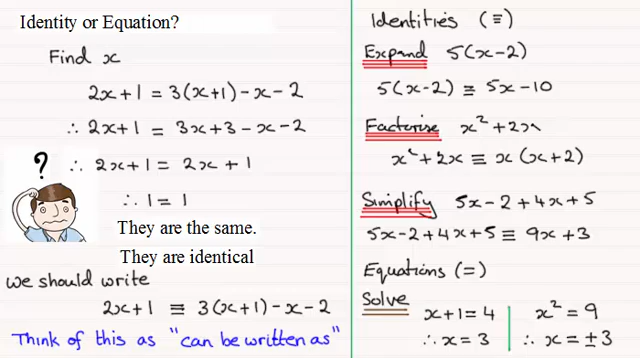 Identity or Equation?
Find x
2x + 1 = 3(x+1) - x - 2
∴ 2x + 1 = 3x + 3 - x - 2
?
∴ 2x + 1 = 2x + 1
∴ 1 = 1
They are the same.
They are identical
We should write
2x + 1 ≡ 3(x+1) - x - 2
Think of this as "can be written as"
Identities (≡)
Expand 5(x-2)
5(x-2) ≡ 5x - 10
Factorise x² + 2x
x² + 2x ≡ x(x+2)
Simplify 5x - 2 + 4x + 5
5x - 2 + 4x + 5 ≡ 9x + 3
Equations (=)
Solve
x + 1 = 4
∴ x = 3
x² = 9
∴ x = ±3